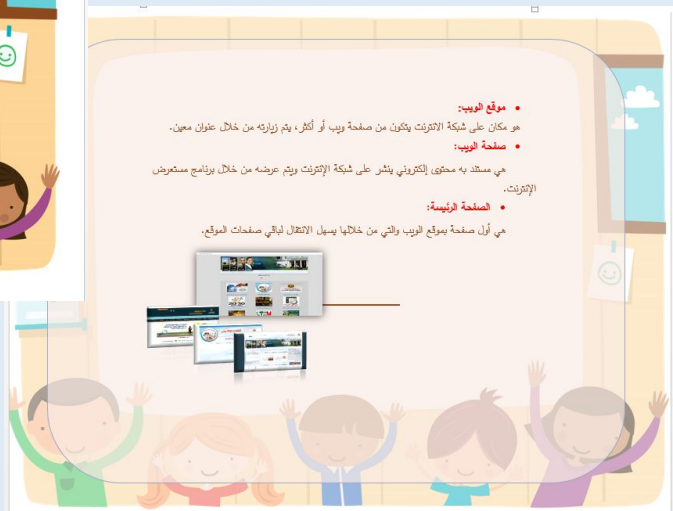 • موقع الويب:
هو مكان على شبكة الانترنت يتكون من صفحة ويب أو أكثر، يتم زيارته من خلال عنوان معين.
• صفحة الويب:
هي مستند به محتوى إلكتروني ينشر على شبكة الإنترنت ويتم عرضه من خلال برنامج مستعرض
الإنترنت.
• الصفحة الرئيسة:
هي أول صفحة بموقع الويب والتي من خلالها يسهل الانتقال لباقي صفحات الموقع.